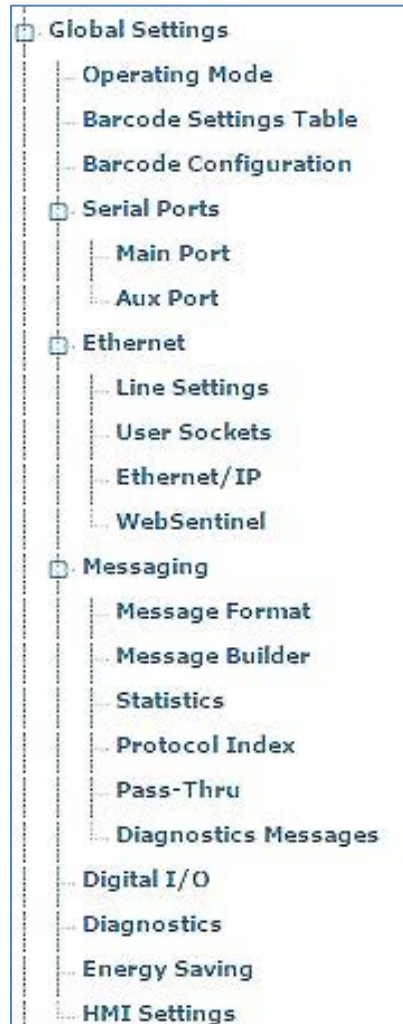 Global Settings
Operating Mode
Barcode Settings Table
Barcode Configuration
Serial Ports
Main Port
Aux Port
Ethernet
Line Settings
User Sockets
Ethernet/IP
WebSentinel
Messaging
Message Format
Message Builder
Statistics
Protocol Index
Pass-Thru
Diagnostics Messages
Digital I/O
Diagnostics
Energy Saving
HMI Settings